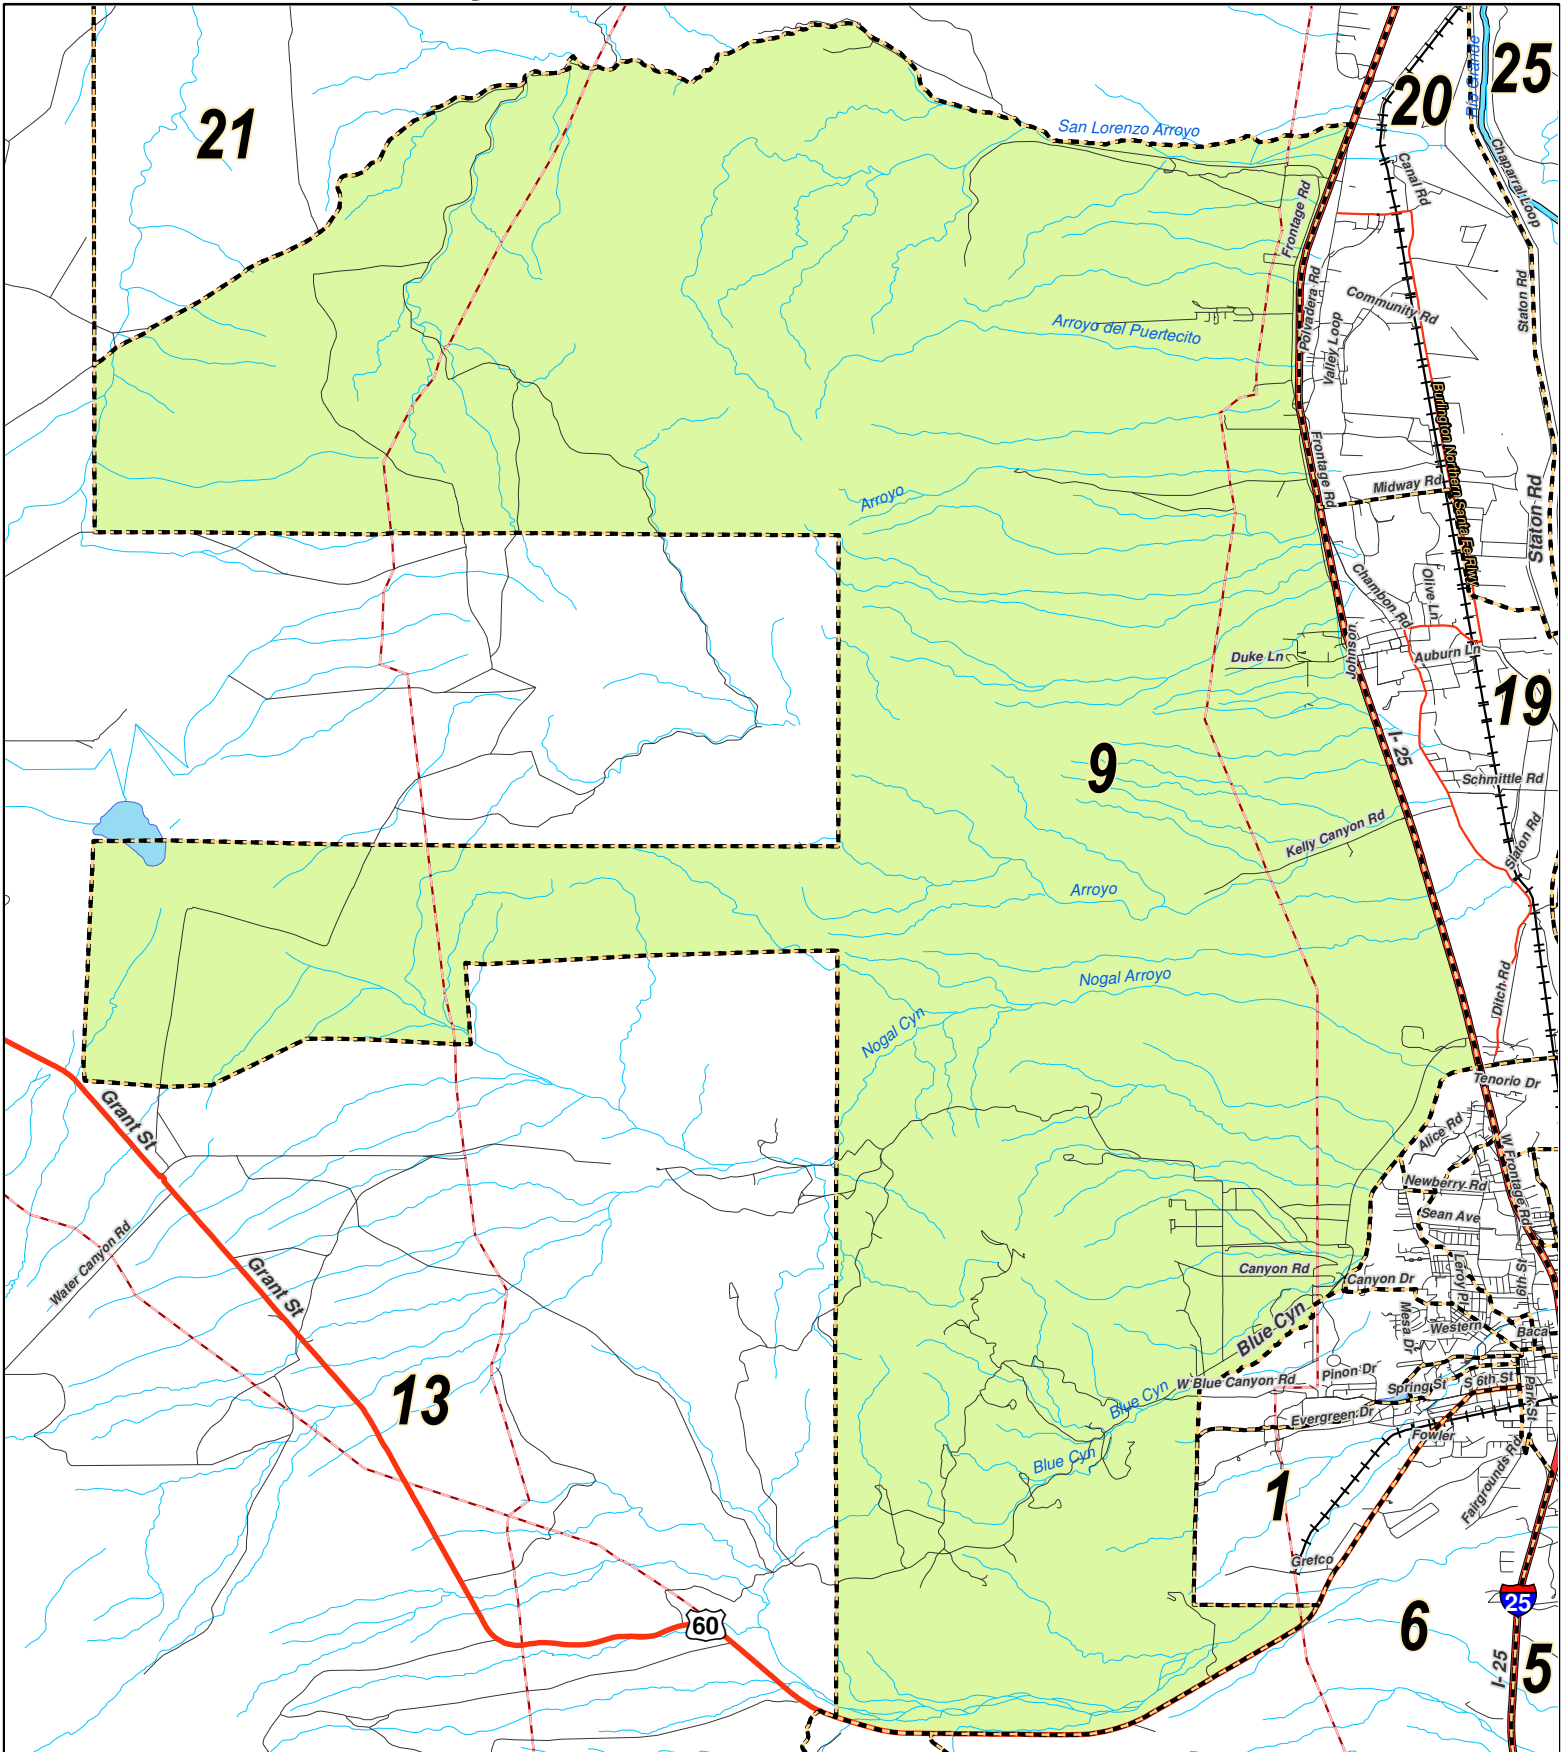 21
20
25
Rio Grande
San Lorenzo Arroyo
Canal Rd
Chaparral Loop
Frontage Rd
Polvadera Rd
Community Rd
Staton Rd
Valley Loop
Arroyo del Puertecito
Burlington Northern Santa Fe Rlwy
Frontage Rd
Midway Rd
Arroyo
Staton Rd
Chambon Rd
Olive Ln
Johnson
Duke Ln
Auburn Ln
19
9
I- 25
Schmittle Rd
Kelly Canyon Rd
Staton Rd
Arroyo
Nogal Arroyo
Ditch Rd
Nogal Cyn
Tenorio Dr
Grant St
Alice Rd
W Frontage Rd
Newberry Rd
Sean Ave
Water Canyon Rd
Grant St
Canyon Rd
Canyon Dr
Leroy Pl
6th St
Mesa Dr
Western
Baca
Blue Cyn
W Blue Canyon Rd
Pinon Dr
Spring St
S 6th St
Park St
13
Blue Cyn
Evergreen Dr
Fowler
Blue Cyn
Fairgrounds Rd
1
Grefco
60
6
25
I- 25
5